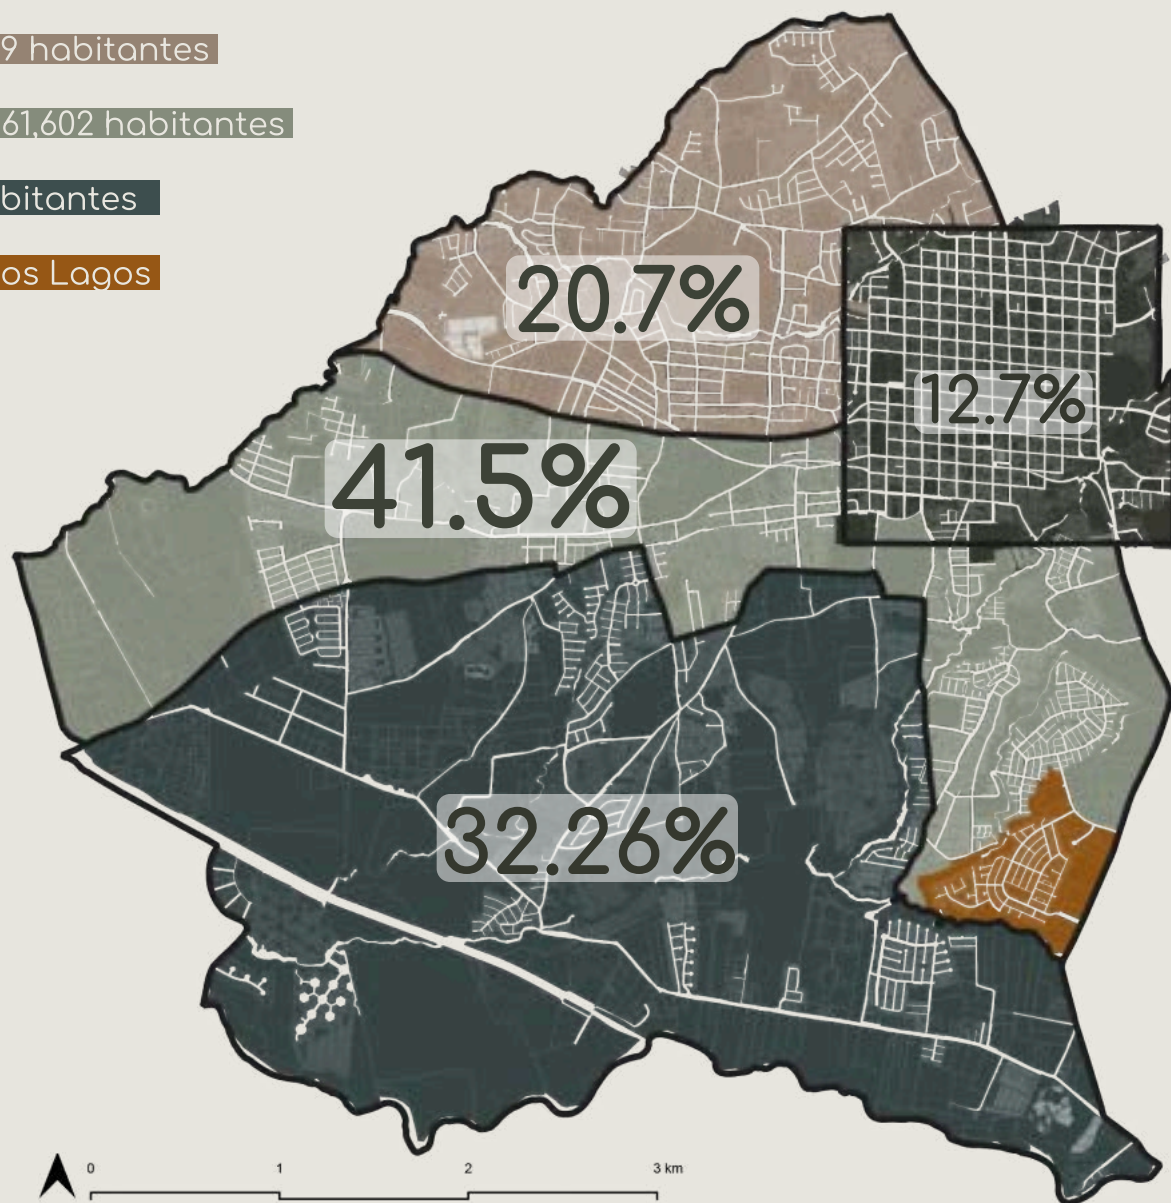 9 habitantes
61,602 habitantes
bitantes
os Lagos
20.7%
12.7%
41.5%
32.26%
0 1 2 3 km